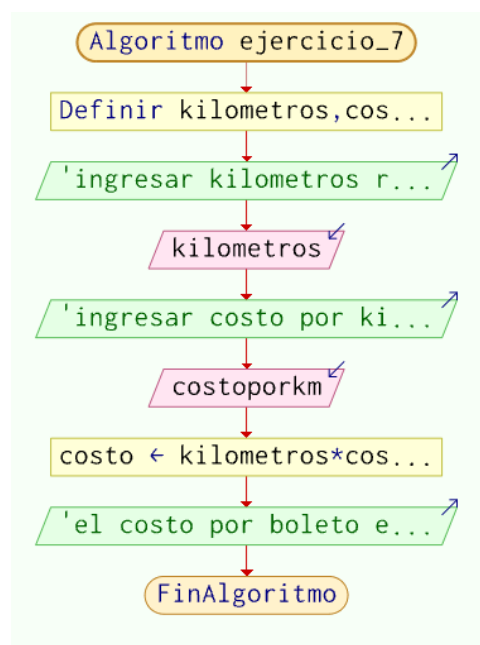 Algoritmo ejercicio_7
Definir kilometros,cos...
'ingresar kilometros r...
kilometros
'ingresar costo por ki...
costoporkm
costo ← kilometros*cos...
'el costo por boleto e...
FinAlgoritmo